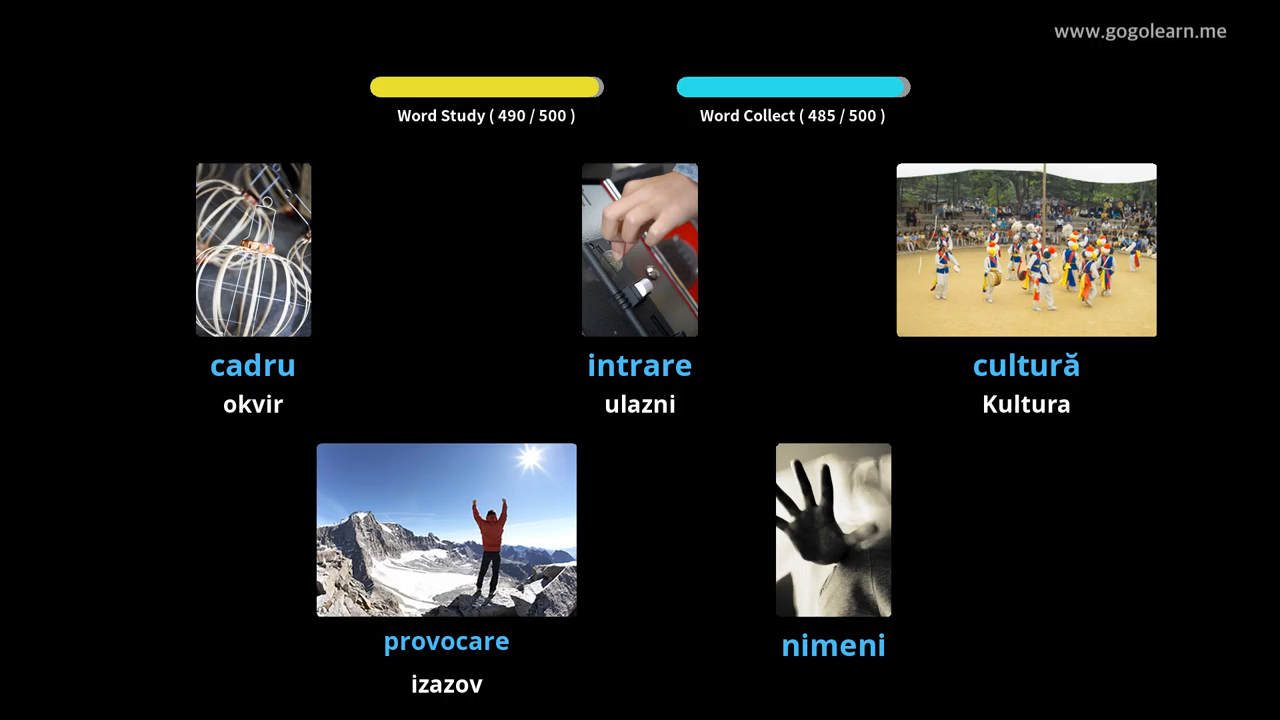 www.gogolearn.me
Word Study ( 490 / 500 )
Word Collect ( 485 / 500 )
cadru
okvir
intrare
ulazni
cultură
Kultura
provocare
izazov
nimeni